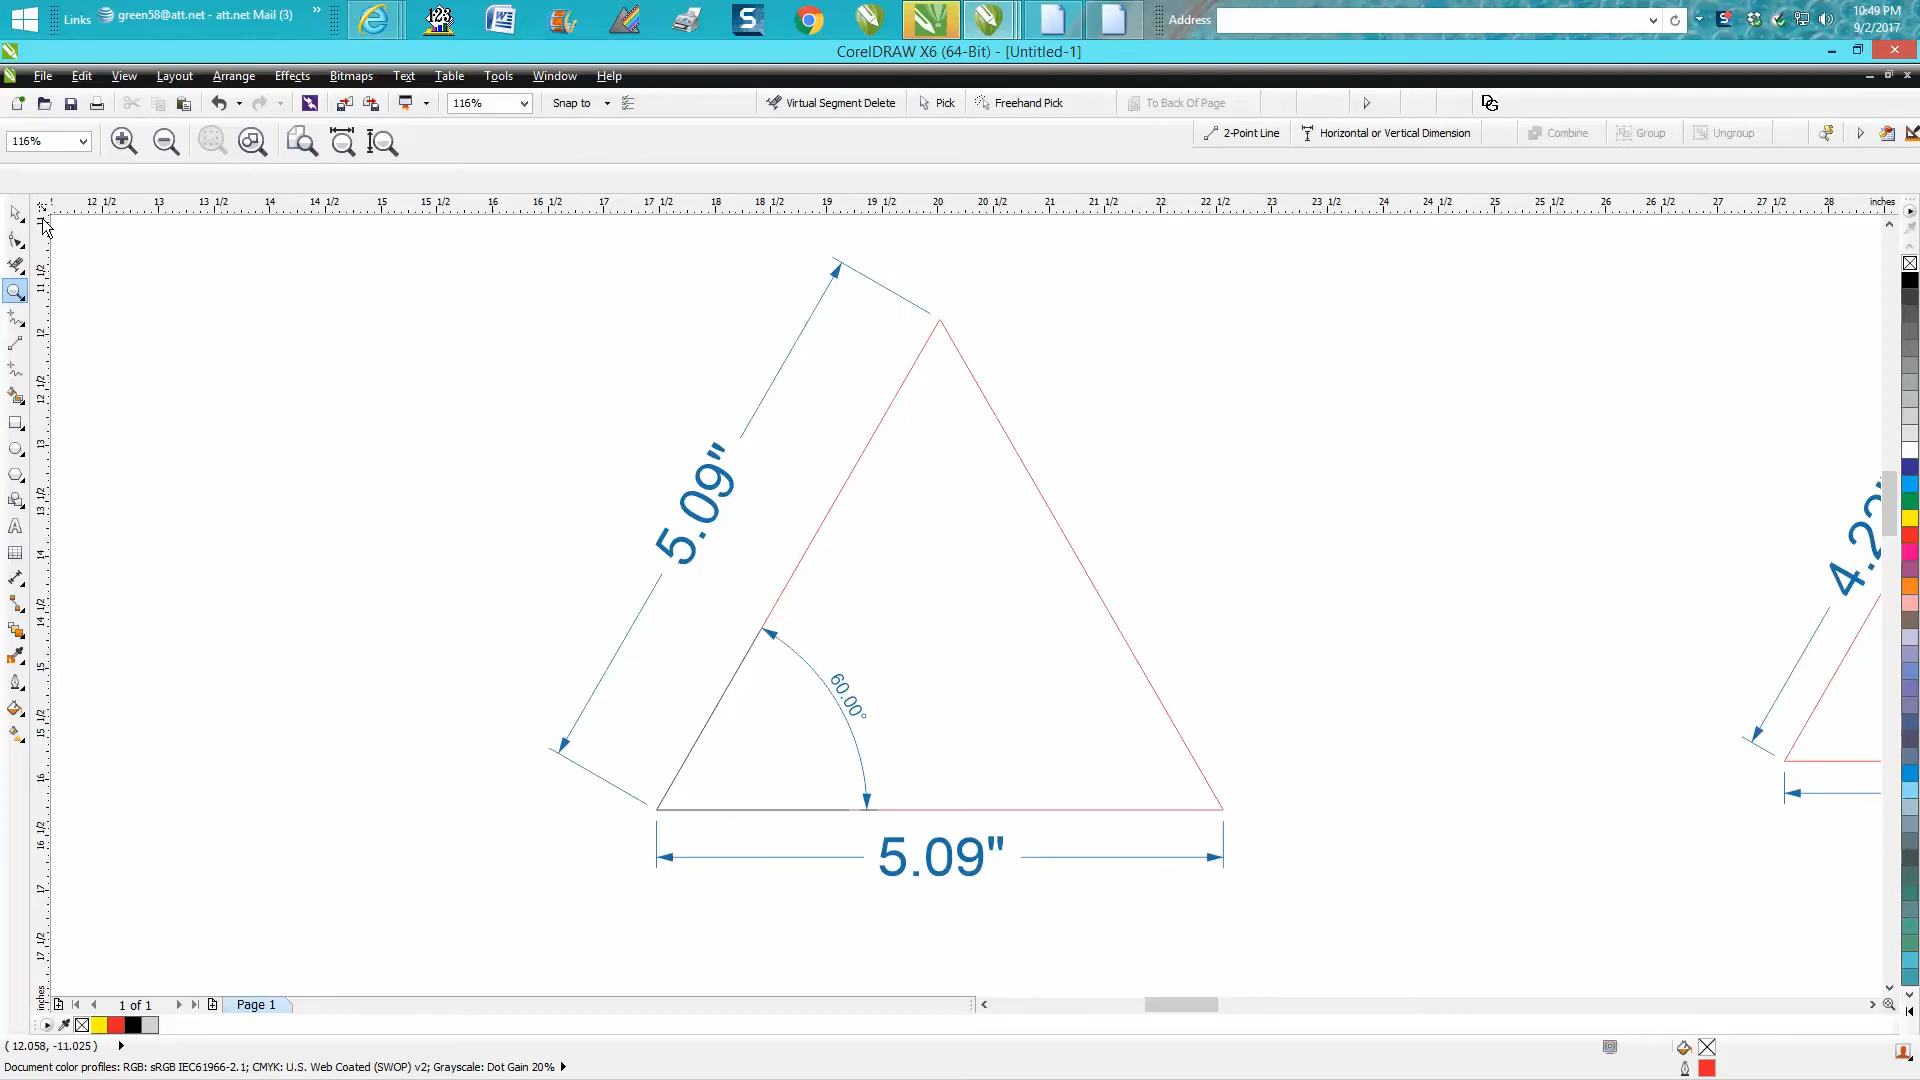 Links green58@att.net - att.net Mail (3) » Address 10:49 PM
9/2/2017
CorelDRAW X6 (64-Bit) - [Untitled-1]
File Edit View Layout Arrange Effects Bitmaps Text Table Tools Window Help
116% Snap to Virtual Segment Delete Pick Freehand Pick To Back Of Page
116% 2-Point Line Horizontal or Vertical Dimension Combine Group Ungroup
12 1/2 13 13 1/2 14 14 1/2 15 15 1/2 16 16 1/2 17 17 1/2 18 18 1/2 19 19 1/2 20 20 1/2 21 21 1/2 22 22 1/2 23 23 1/2 24 24 1/2 25 25 1/2 26 26 1/2 27 27 1/2 28 inches
5.09"
60.00°
5.09"
1 of 1 Page 1
( 12.058, -11.025 )
Document color profiles: RGB: sRGB IEC61966-2.1; CMYK: U.S. Web Coated (SWOP) v2; Grayscale: Dot Gain 20%